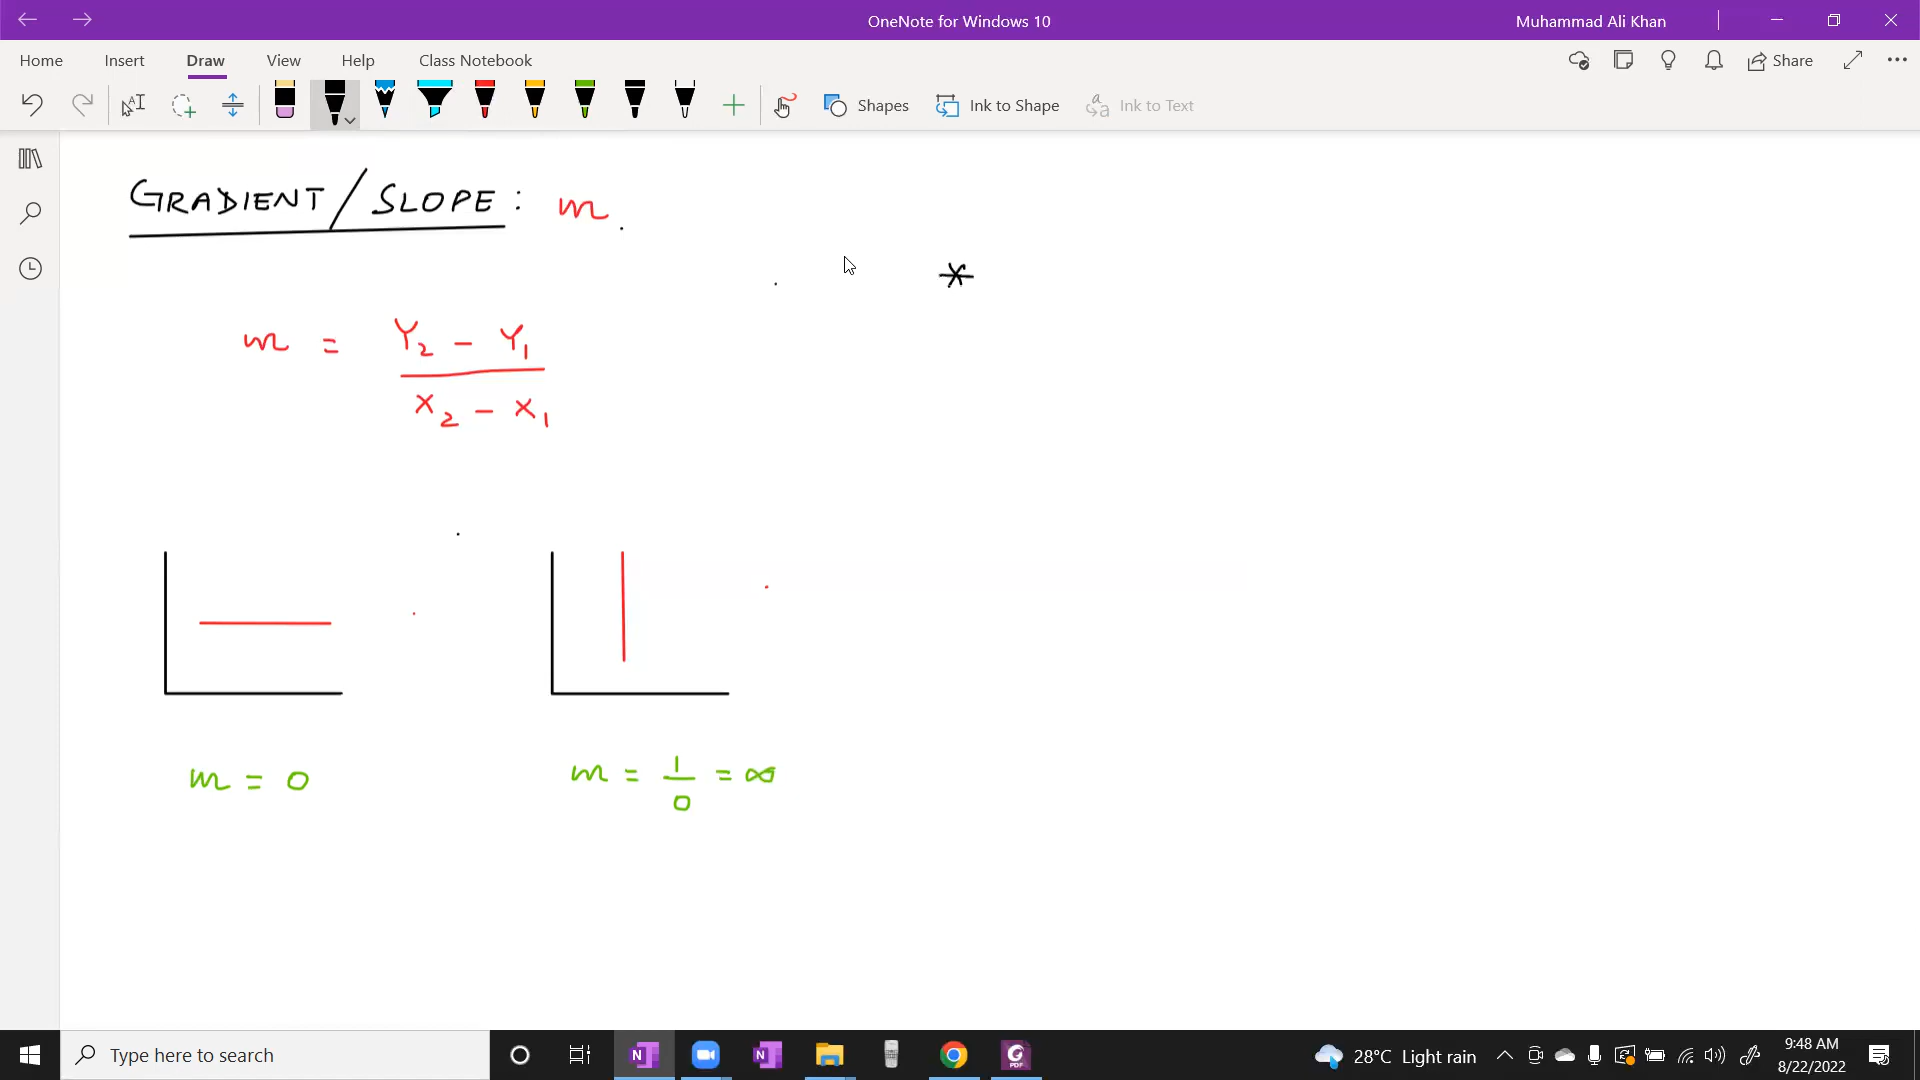 OneNote for Windows 10
Muhammad Ali Khan
Home Insert Draw View Help Class Notebook
Share
Shapes Ink to Shape Ink to Text
GRADIENT / SLOPE : m.
*
m = Y2 - Y1
X2 - X1
m = 0
m = 1/0 = ∞
Type here to search
28°C Light rain
9:48 AM
8/22/2022